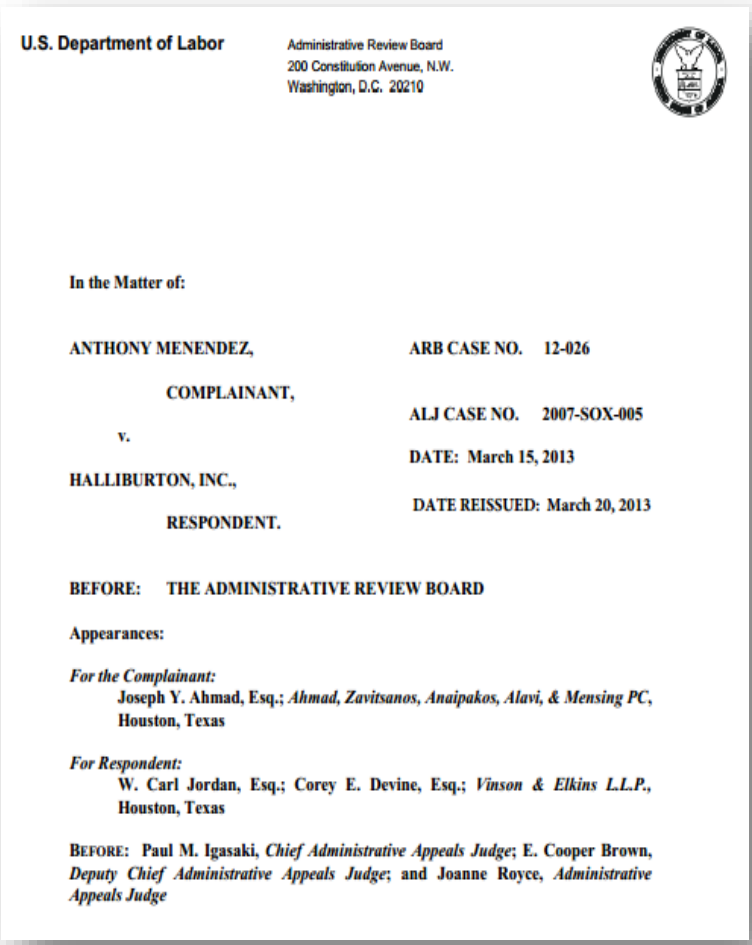 U.S. Department of Labor
Administrative Review Board
200 Constitution Avenue, N.W.
Washington, D.C. 20210
In the Matter of:
ANTHONY MENENDEZ,
COMPLAINANT,
v.
HALLIBURTON, INC.,
RESPONDENT.
ARB CASE NO. 12-026
ALJ CASE NO. 2007-SOX-005
DATE: March 15, 2013
DATE REISSUED: March 20, 2013
BEFORE: THE ADMINISTRATIVE REVIEW BOARD
Appearances:
For the Complainant:
Joseph Y. Ahmad, Esq.; Ahmad, Zavitsanos, Anaipakos, Alavi, & Mensing PC,
Houston, Texas
For Respondent:
W. Carl Jordan, Esq.; Corey E. Devine, Esq.; Vinson & Elkins L.L.P.,
Houston, Texas
BEFORE: Paul M. Igasaki, Chief Administrative Appeals Judge; E. Cooper Brown,
Deputy Chief Administrative Appeals Judge; and Joanne Royce, Administrative
Appeals Judge